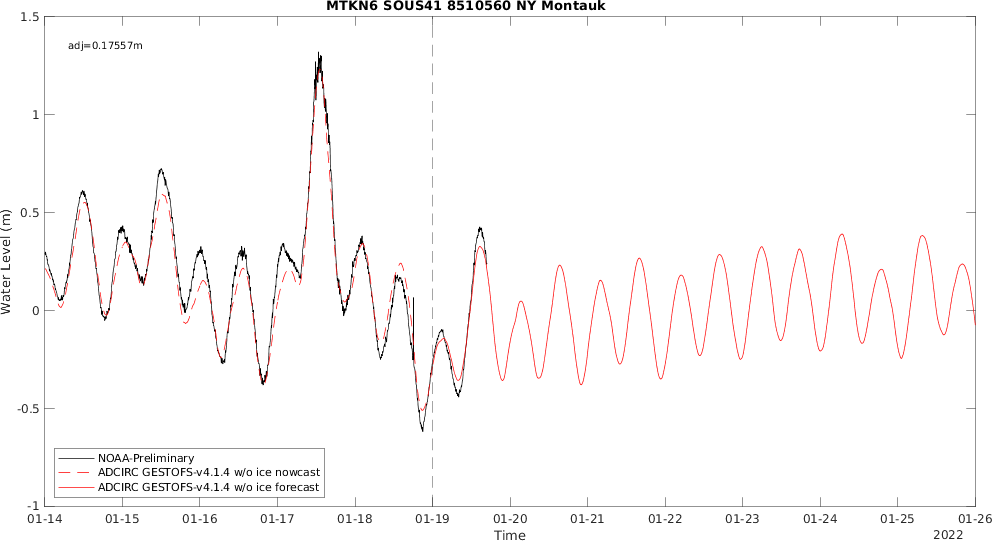 MTKN6 SOUS41 8510560 NY Montauk
adj=0.17557m
1.5
1
0.5
0
-0.5
-1
Water Level (m)
NOAA-Preliminary
ADCIRC GESTOFS-v4.1.4 w/o ice nowcast
ADCIRC GESTOFS-v4.1.4 w/o ice forecast
01-14 01-15 01-16 01-17 01-18 01-19 01-20 01-21 01-22 01-23 01-24 01-25 01-26
Time
2022